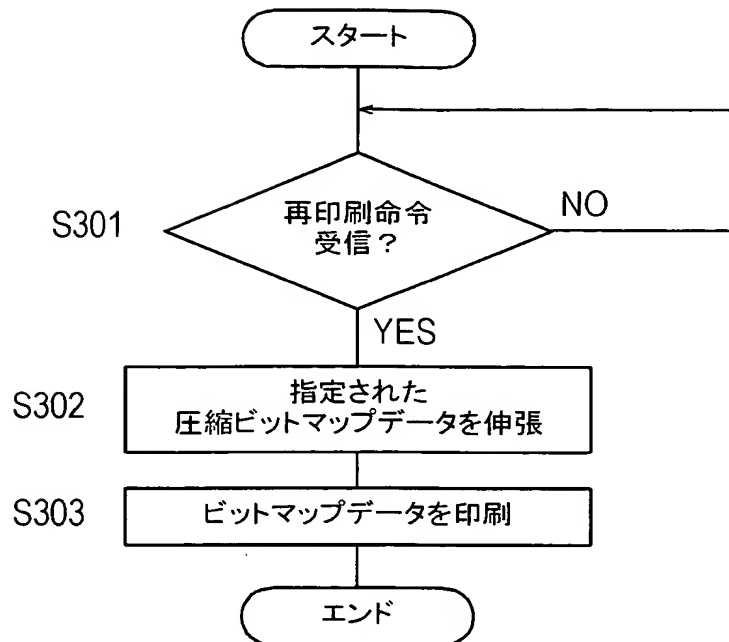 スタート
S301
再印刷命令
受信？
NO
YES
S302
指定された
圧縮ビットマップデータを伸張
S303
ビットマップデータを印刷
エンド